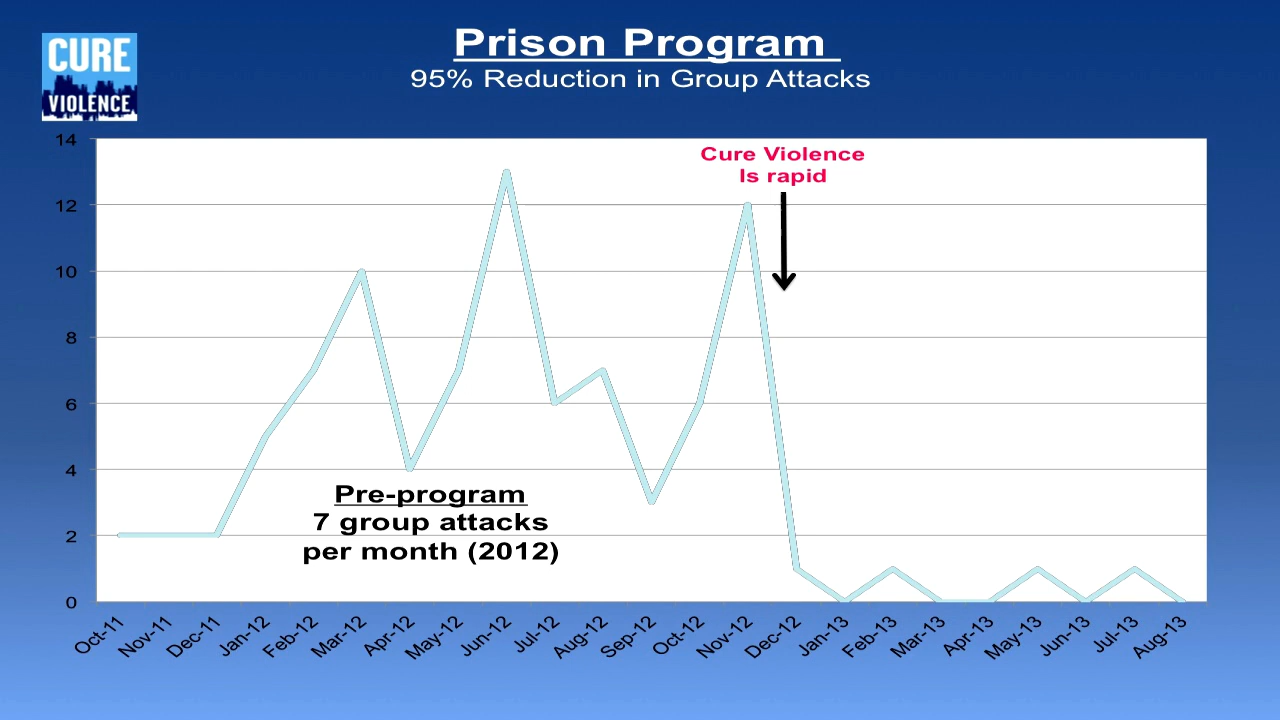 CURE
VIOLENCE
Prison Program
95% Reduction in Group Attacks
14
12
10
8
6
4
2
0
Cure Violence
Is rapid
Pre-program
7 group attacks
per month (2012)
Oct-11
Nov-11
Dec-11
Jan-12
Feb-12
Mar-12
Apr-12
May-12
Jun-12
Jul-12
Aug-12
Sep-12
Oct-12
Nov-12
Dec-12
Jan-13
Feb-13
Mar-13
Apr-13
May-13
Jun-13
Jul-13
Aug-13